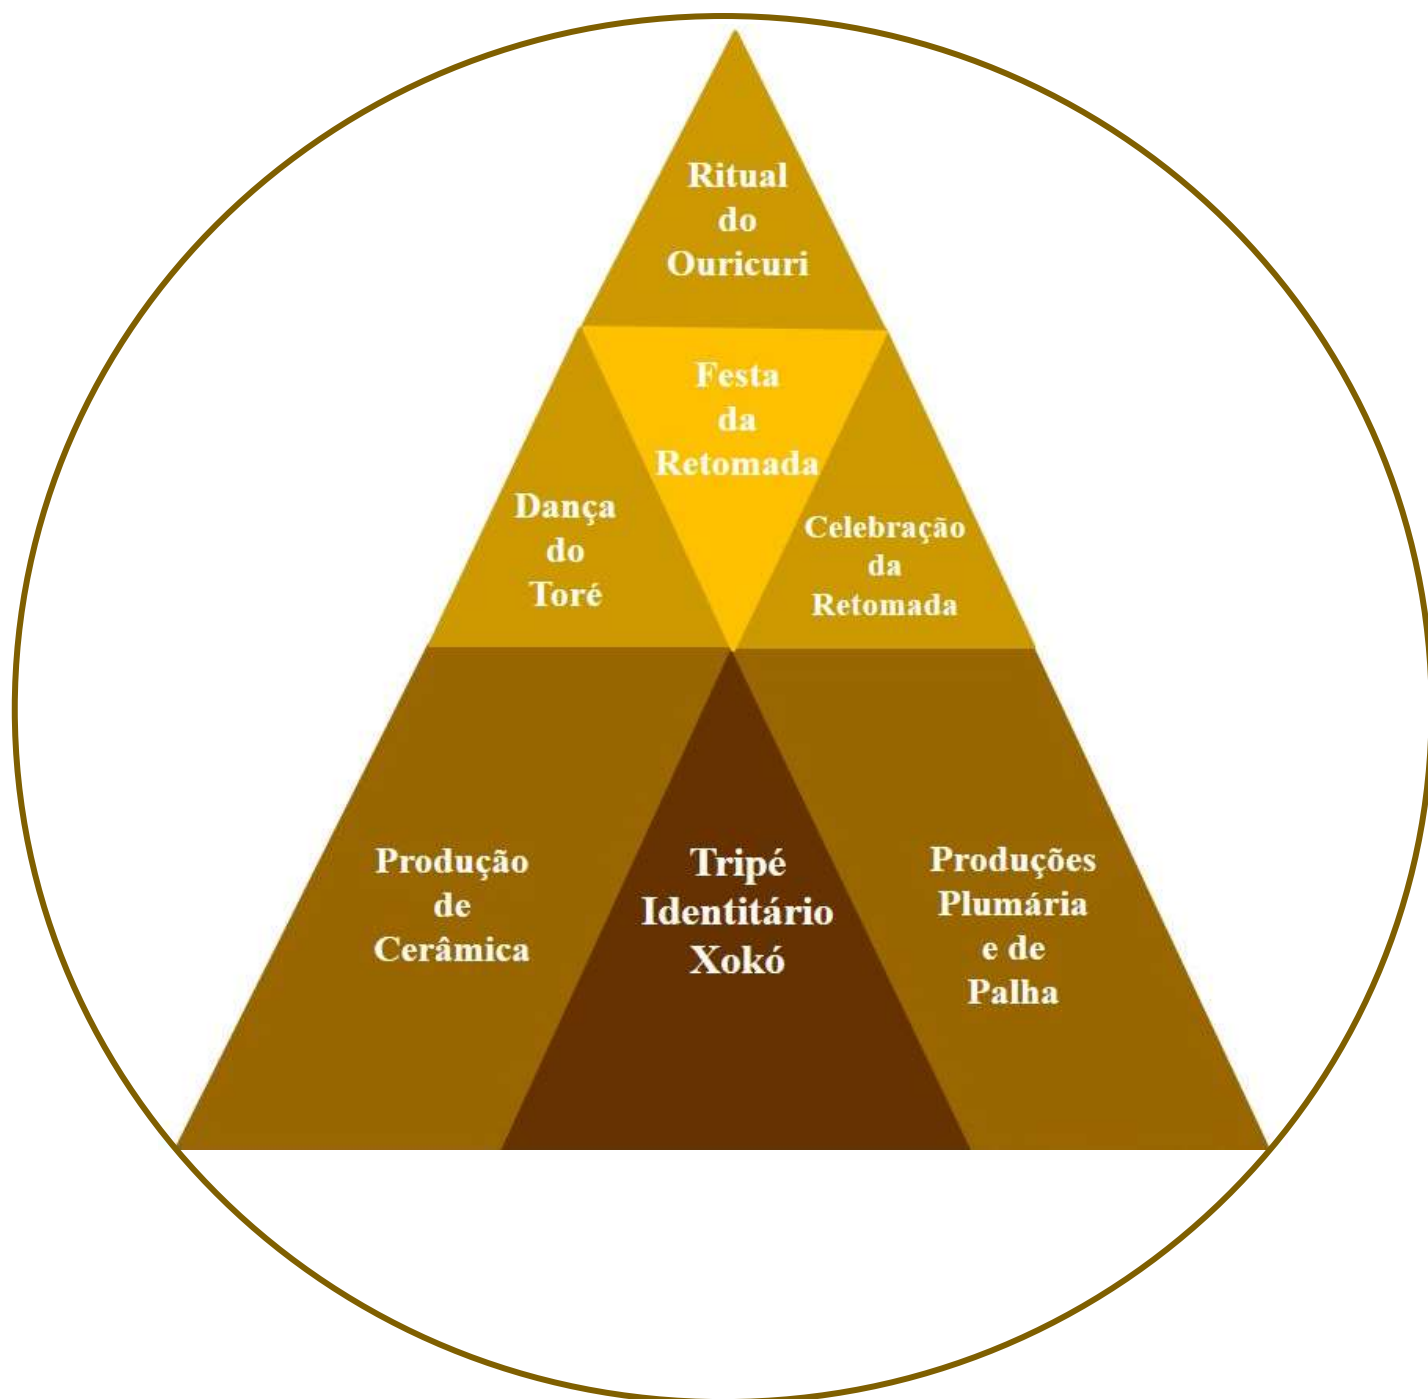 Ritual
do
Ouricuri
Festa
da
Retomada
Dança
do
Toré
Celebração
da
Retomada
Produção
de
Cerâmica
Tripé
Identitário
Xokó
Produções
Plumária
e de
Palha